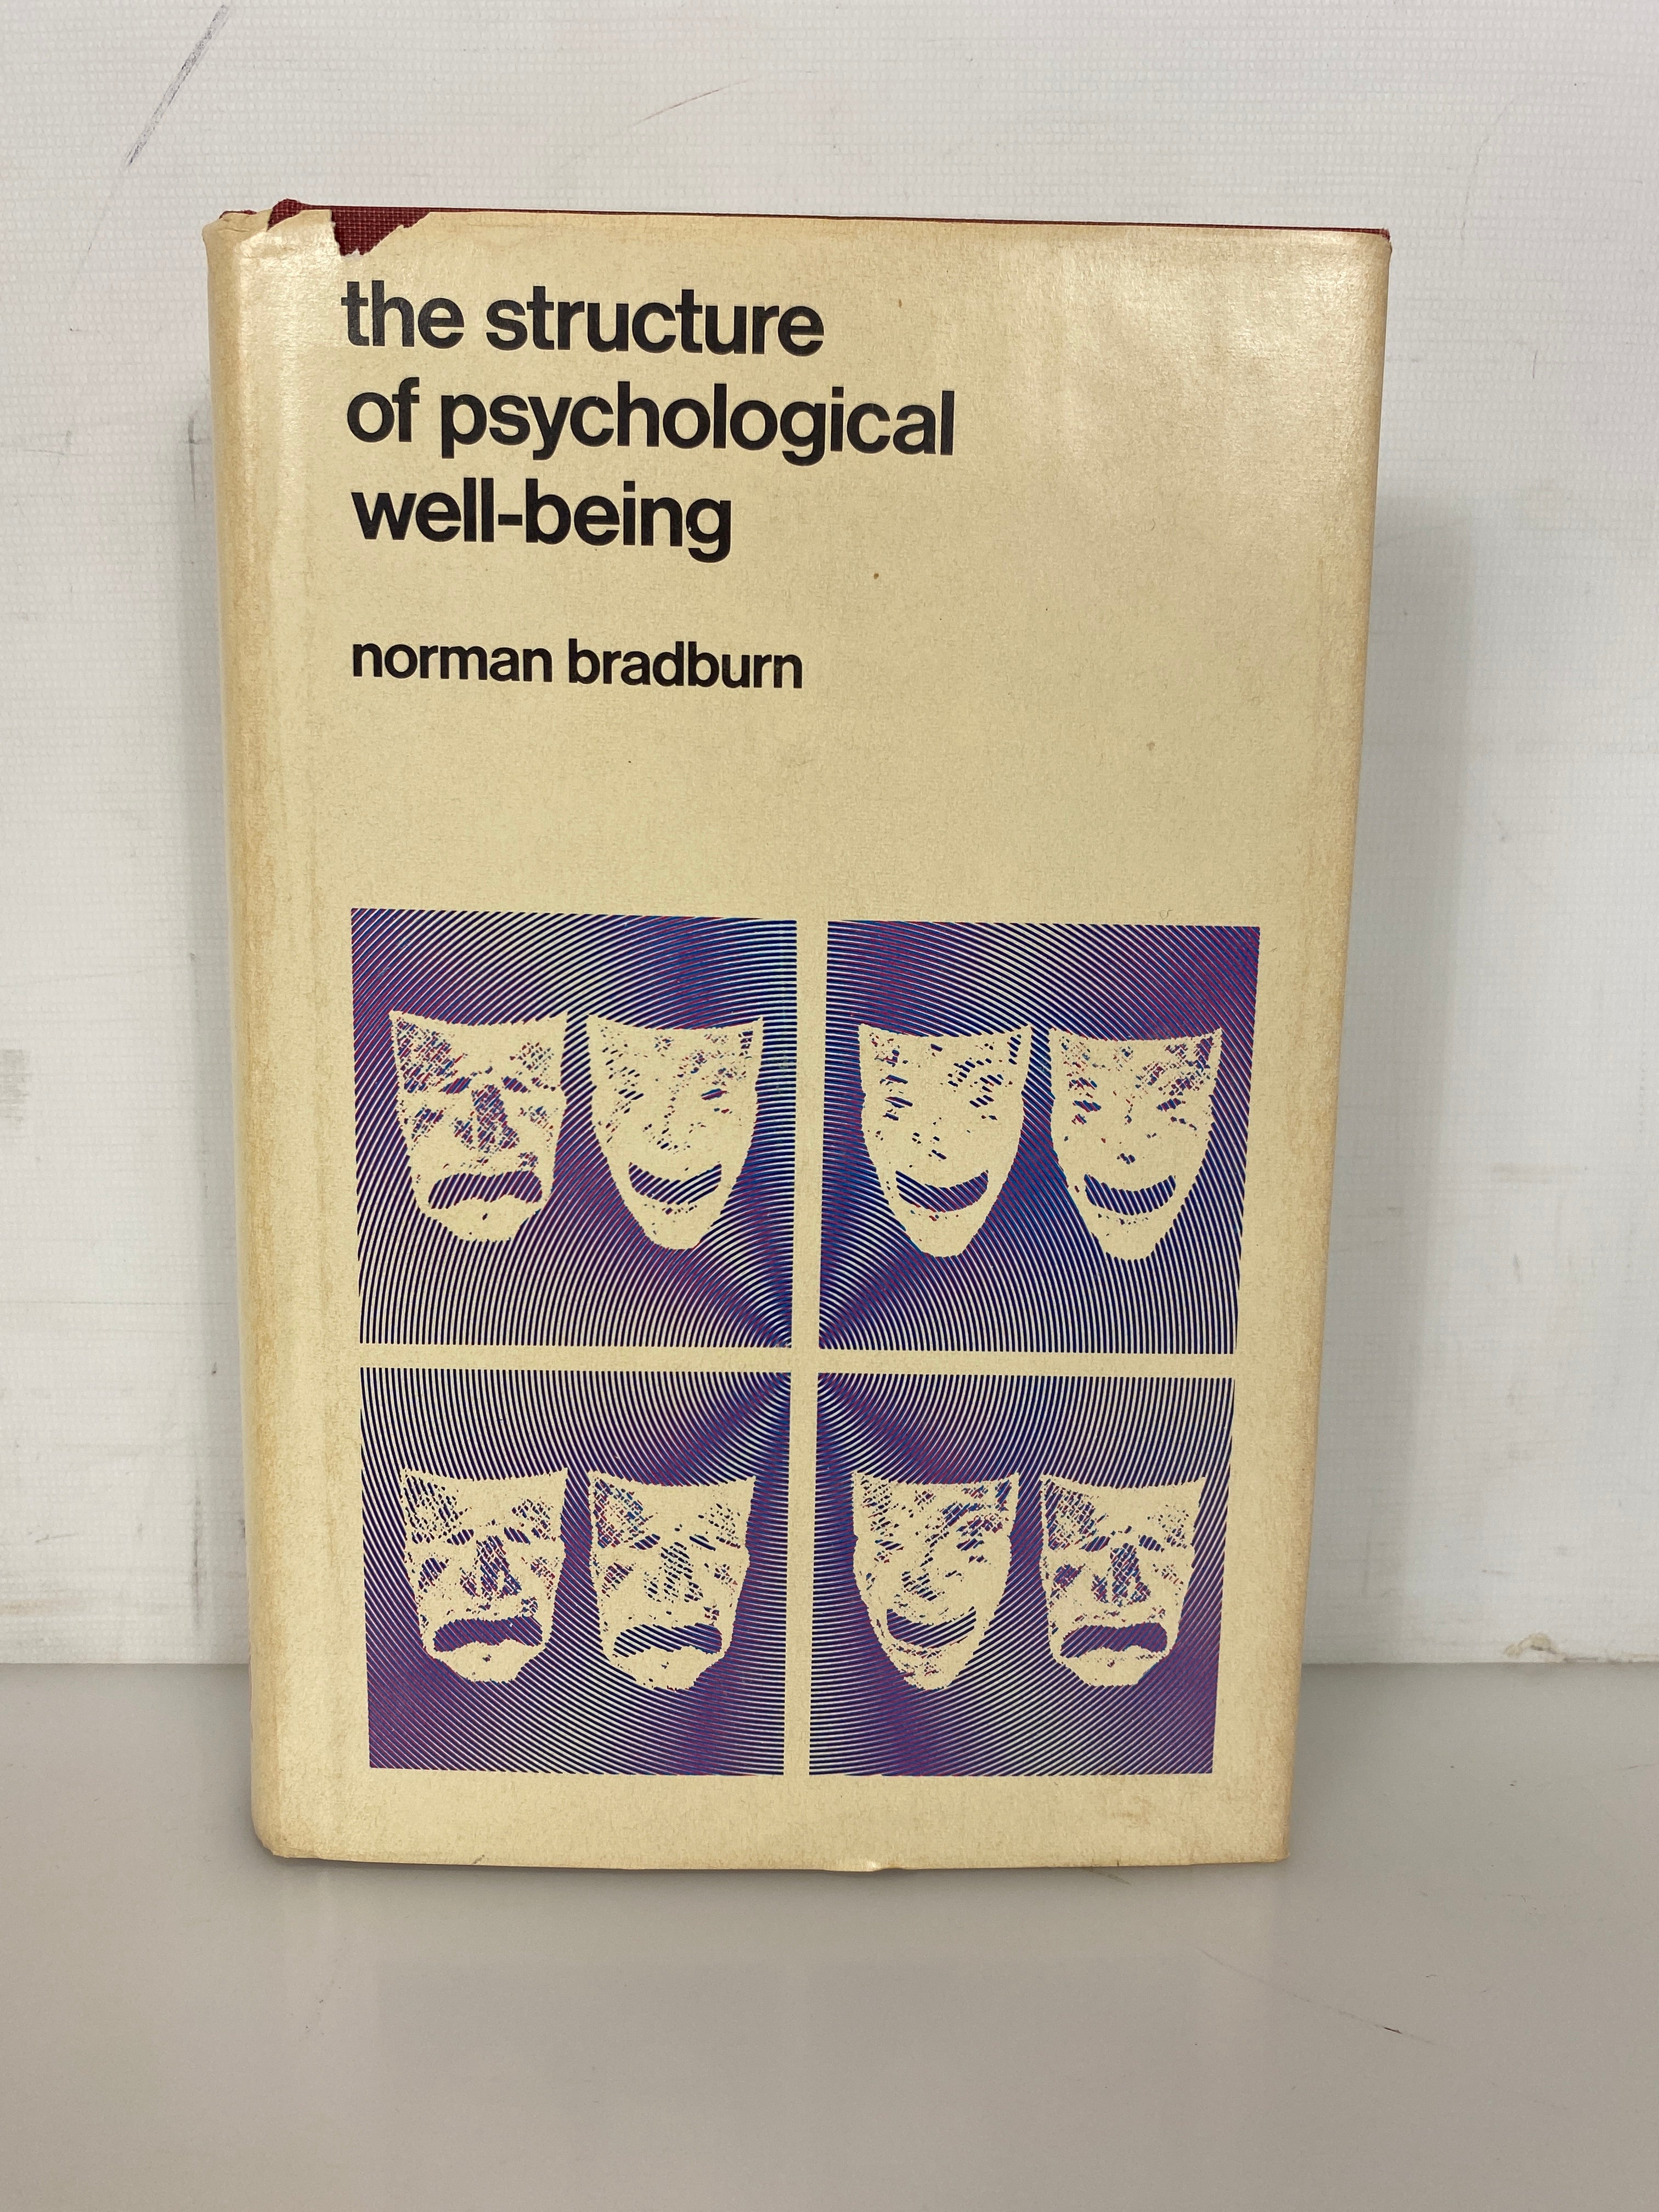 the structure
of psychological
well-being
norman bradburn